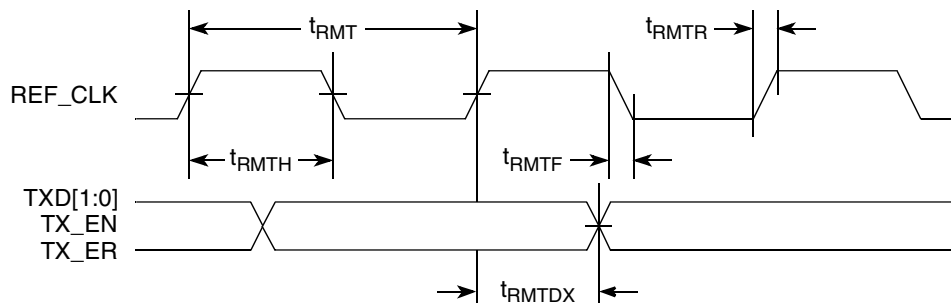 tRMT
tRMTR
REF_CLK
tRMTH
tRMTF
TXD[1:0]
TX_EN
TX_ER
tRMTDX